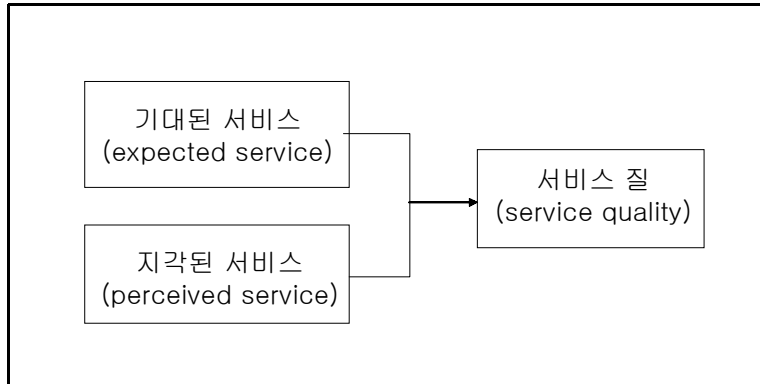 기대된 서비스
(expected service)
서비스 질
(service quality)
지각된 서비스
(perceived service)